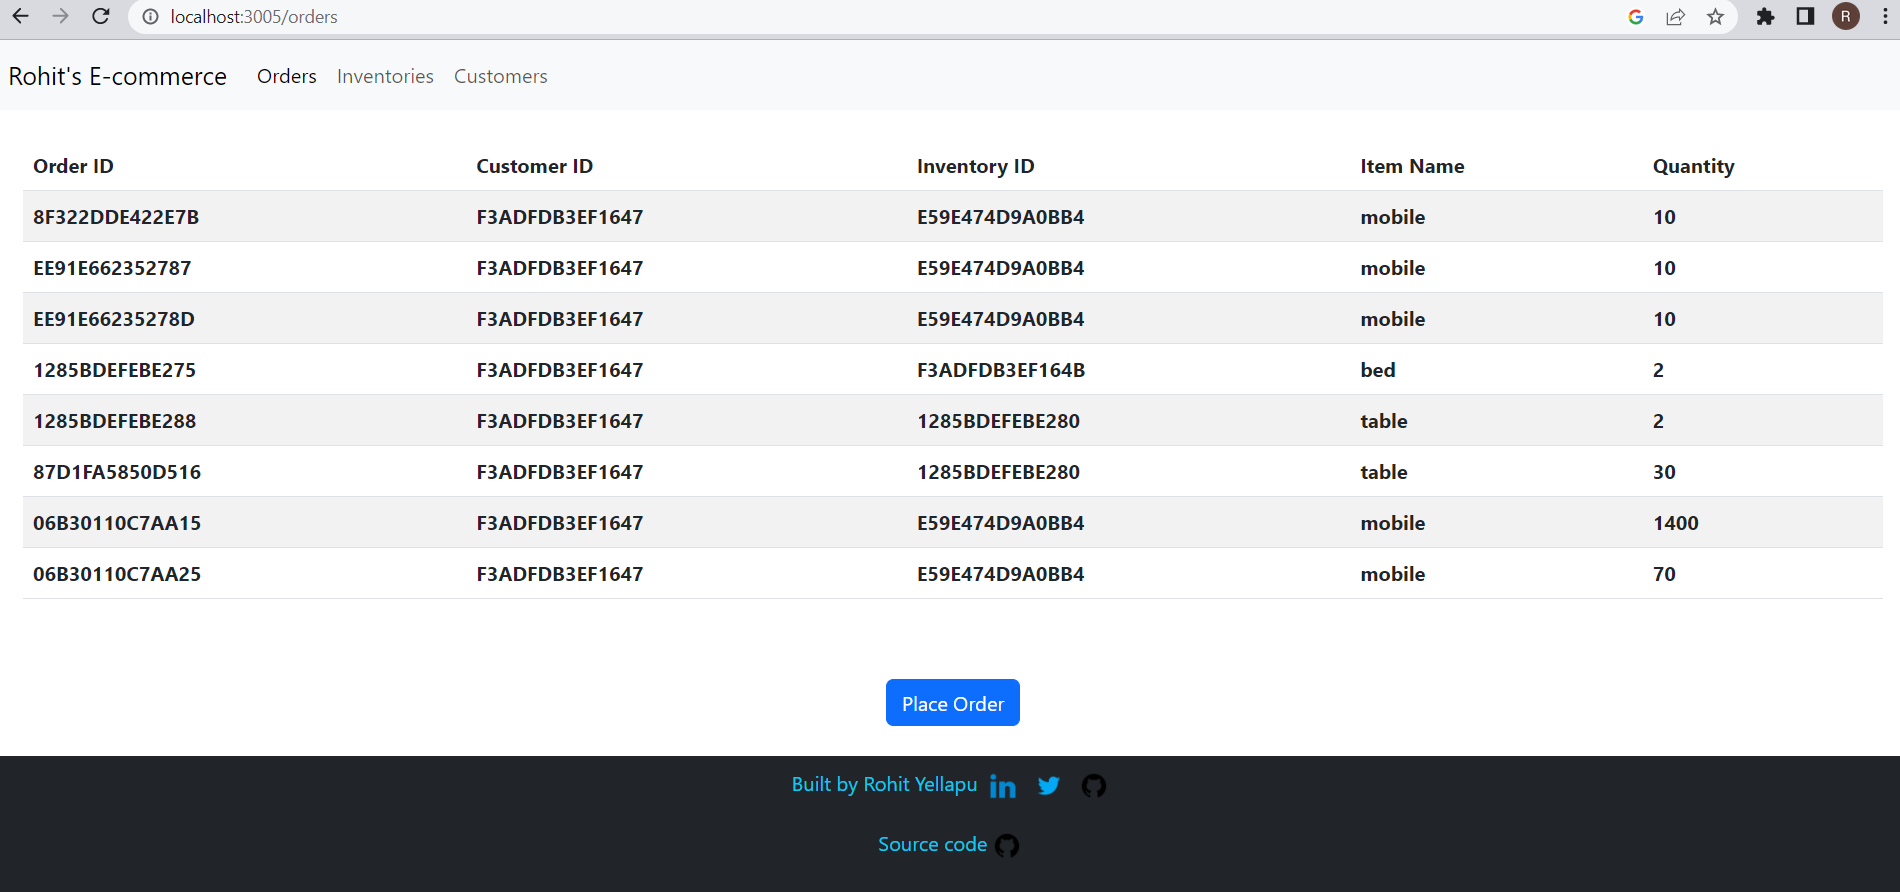 localhost:3005/orders
R
Rohit's E-commerce Orders Inventories Customers
Order ID Customer ID Inventory ID Item Name Quantity
8F322DDE422E7B F3ADFDB3EF1647 E59E474D9A0BB4 mobile 10
EE91E662352787 F3ADFDB3EF1647 E59E474D9A0BB4 mobile 10
EE91E66235278D F3ADFDB3EF1647 E59E474D9A0BB4 mobile 10
1285BDEFEBE275 F3ADFDB3EF1647 F3ADFDB3EF164B bed 2
1285BDEFEBE288 F3ADFDB3EF1647 1285BDEFEBE280 table 2
87D1FA5850D516 F3ADFDB3EF1647 1285BDEFEBE280 table 30
06B30110C7AA15 F3ADFDB3EF1647 E59E474D9A0BB4 mobile 1400
06B30110C7AA25 F3ADFDB3EF1647 E59E474D9A0BB4 mobile 70
Place Order
Built by Rohit Yellapu in
Source code